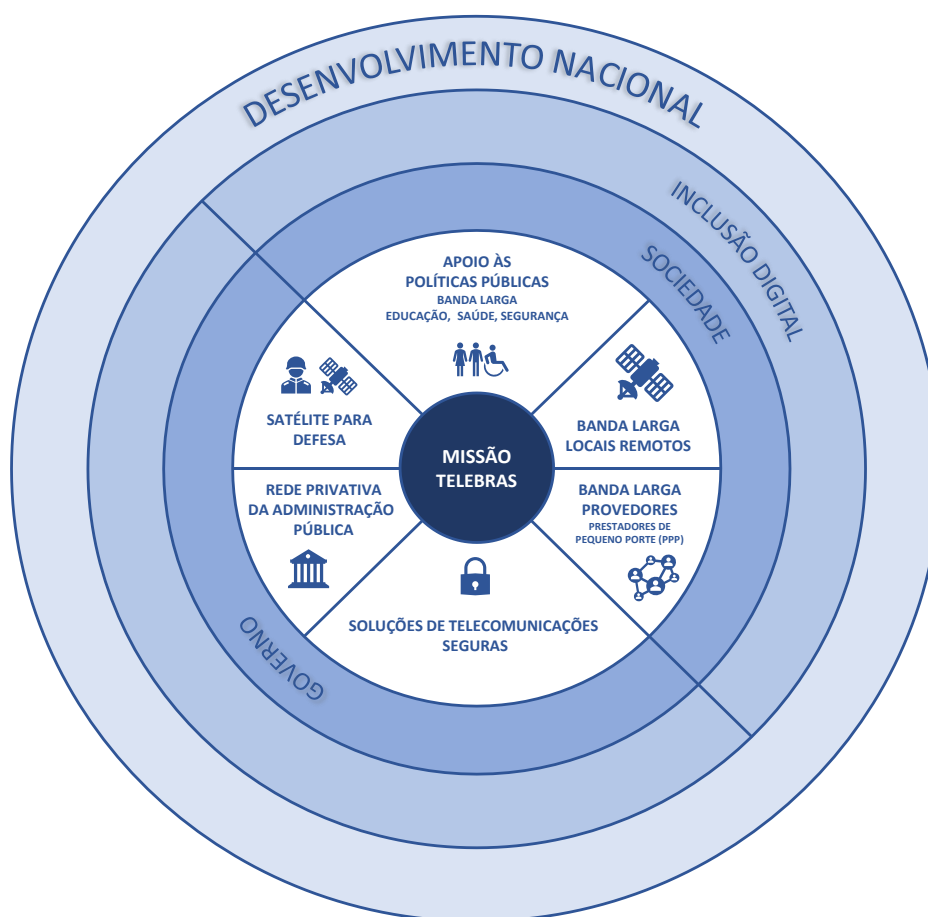 DESENVOLVIMENTO NACIONAL
INCLUSÃO DIGITAL
SOCIEDADE
APOIO ÀS
POLÍTICAS PÚBLICAS
BANDA LARGA
EDUCAÇÃO, SAÚDE, SEGURANÇA
SATÉLITE PARA
DEFESA
BANDA LARGA
LOCAIS REMOTOS
MISSÃO
TELEBRAS
REDE PRIVATIVA
DA ADMINISTRAÇÃO
PÚBLICA
BANDA LARGA
PROVEDORES
PRESTADORES DE
PEQUENO PORTE (PPP)
SOLUÇÕES DE TELECOMUNICAÇÕES
SEGURAS
GOVERNO